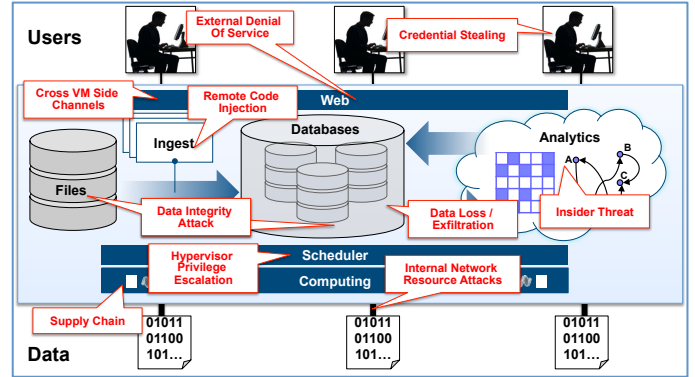 Users
External Denial
Of Service
Credential Stealing
Cross VM Side
Channels
Remote Code
Injection
Web
Databases
Analytics
Ingest
A
B
C
Files
Data Integrity
Attack
Data Loss /
Exfiltration
Insider Threat
Scheduler
Hypervisor
Privilege
Escalation
Computing
Internal Network
Resource Attacks
Supply Chain
01011
01100
101...
01011
01100
101...
01011
01100
101...
Data